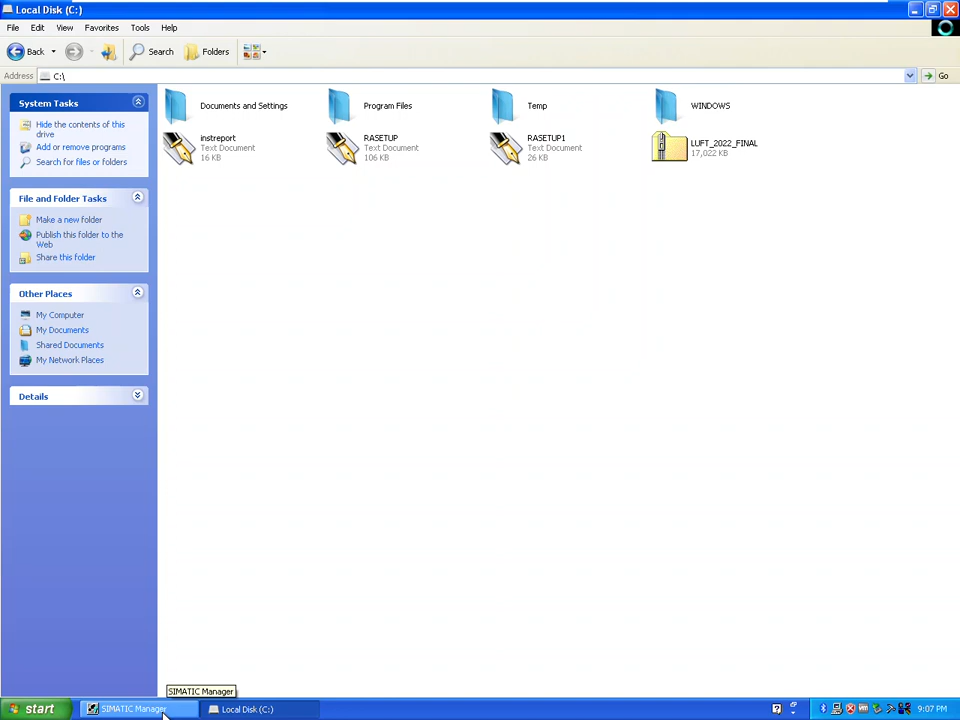 Local Disk (C:)
File Edit View Favorites Tools Help
Back Search Folders
Address C:\ Go
System Tasks
Hide the contents of this
drive
Add or remove programs
Search for files or folders
File and Folder Tasks
Make a new folder
Publish this folder to the
Web
Share this folder
Other Places
My Computer
My Documents
Shared Documents
My Network Places
Details
Documents and Settings
Program Files
Temp
WINDOWS
instreport
Text Document
16 KB
RASETUP
Text Document
106 KB
RASETUP1
Text Document
26 KB
LUFT_2022_FINAL
17,022 KB
SIMATIC Manager
start
SIMATIC Manager
Local Disk (C:)
9:07 PM